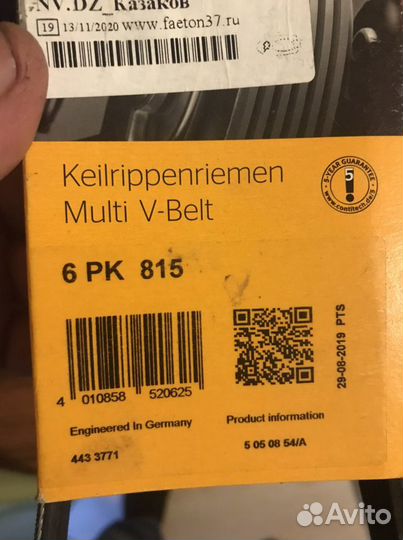 NV.DZ_Казаков
19 13/11/2020 www.faeton37.ru
Keilrippenriemen
Multi V-Belt
5-YEAR GUARANTEE
5
www.contitech.de/5
6 PK 815
4 010858 520625
29-08-2019 PTS
Engineered In Germany
Product information
443 3771
5 05 08 54/A
Avito